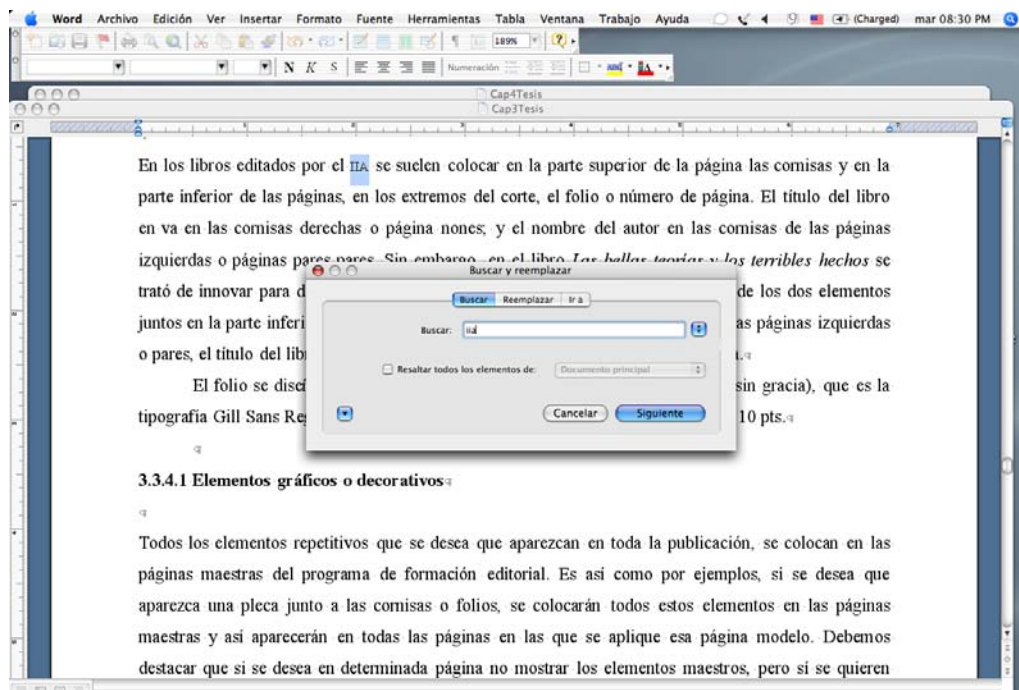 Word Archivo Edición Ver Insertar Formato Fuente Herramientas Tabla Ventana Trabajo Ayuda (Charged) mar 08:30 PM
189%
N K S Numeración
Cap4Tesis
Cap3Tesis
En los libros editados por el IIA se suelen colocar en la parte superior de la página las cornisas y en la
parte inferior de las páginas, en los extremos del corte, el folio o número de página. El título del libro
en va en las cornisas derechas o página nones; y el nombre del autor en las cornisas de las páginas
izquierdas o páginas pares pares. Sin embargo, en el libro Las bellas teorías y los terribles hechos se
trató de innovar para d
de los dos elementos
juntos en la parte inferi
as páginas izquierdas
o pares, el título del lib
El folio se dise
sin gracia), que es la
tipografía Gill Sans Re
10 pts.
Buscar y reemplazar
Buscar Reemplazar Ir a
Buscar: iia
Resaltar todos los elementos de: Documento principal
Cancelar Siguiente
3.3.4.1 Elementos gráficos o decorativos
Todos los elementos repetitivos que se desea que aparezcan en toda la publicación, se colocan en las
páginas maestras del programa de formación editorial. Es así como por ejemplos, si se desea que
aparezca una pleca junto a las cornisas o folios, se colocarán todos estos elementos en las páginas
maestras y así aparecerán en todas las páginas en las que se aplique esa página modelo. Debemos
destacar que si se desea en determinada página no mostrar los elementos maestros, pero sí se quieren